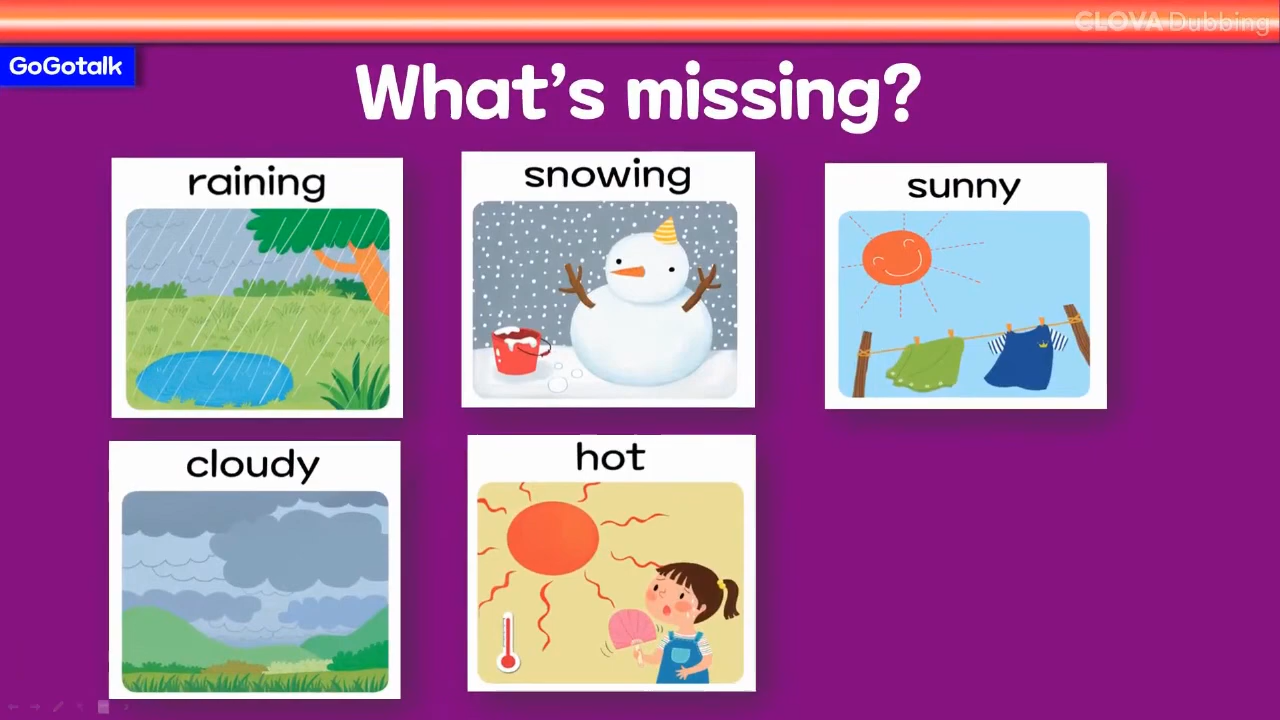 CLOVA Dubbing
GoGotalk
What's missing?
raining
snowing
sunny
cloudy
hot